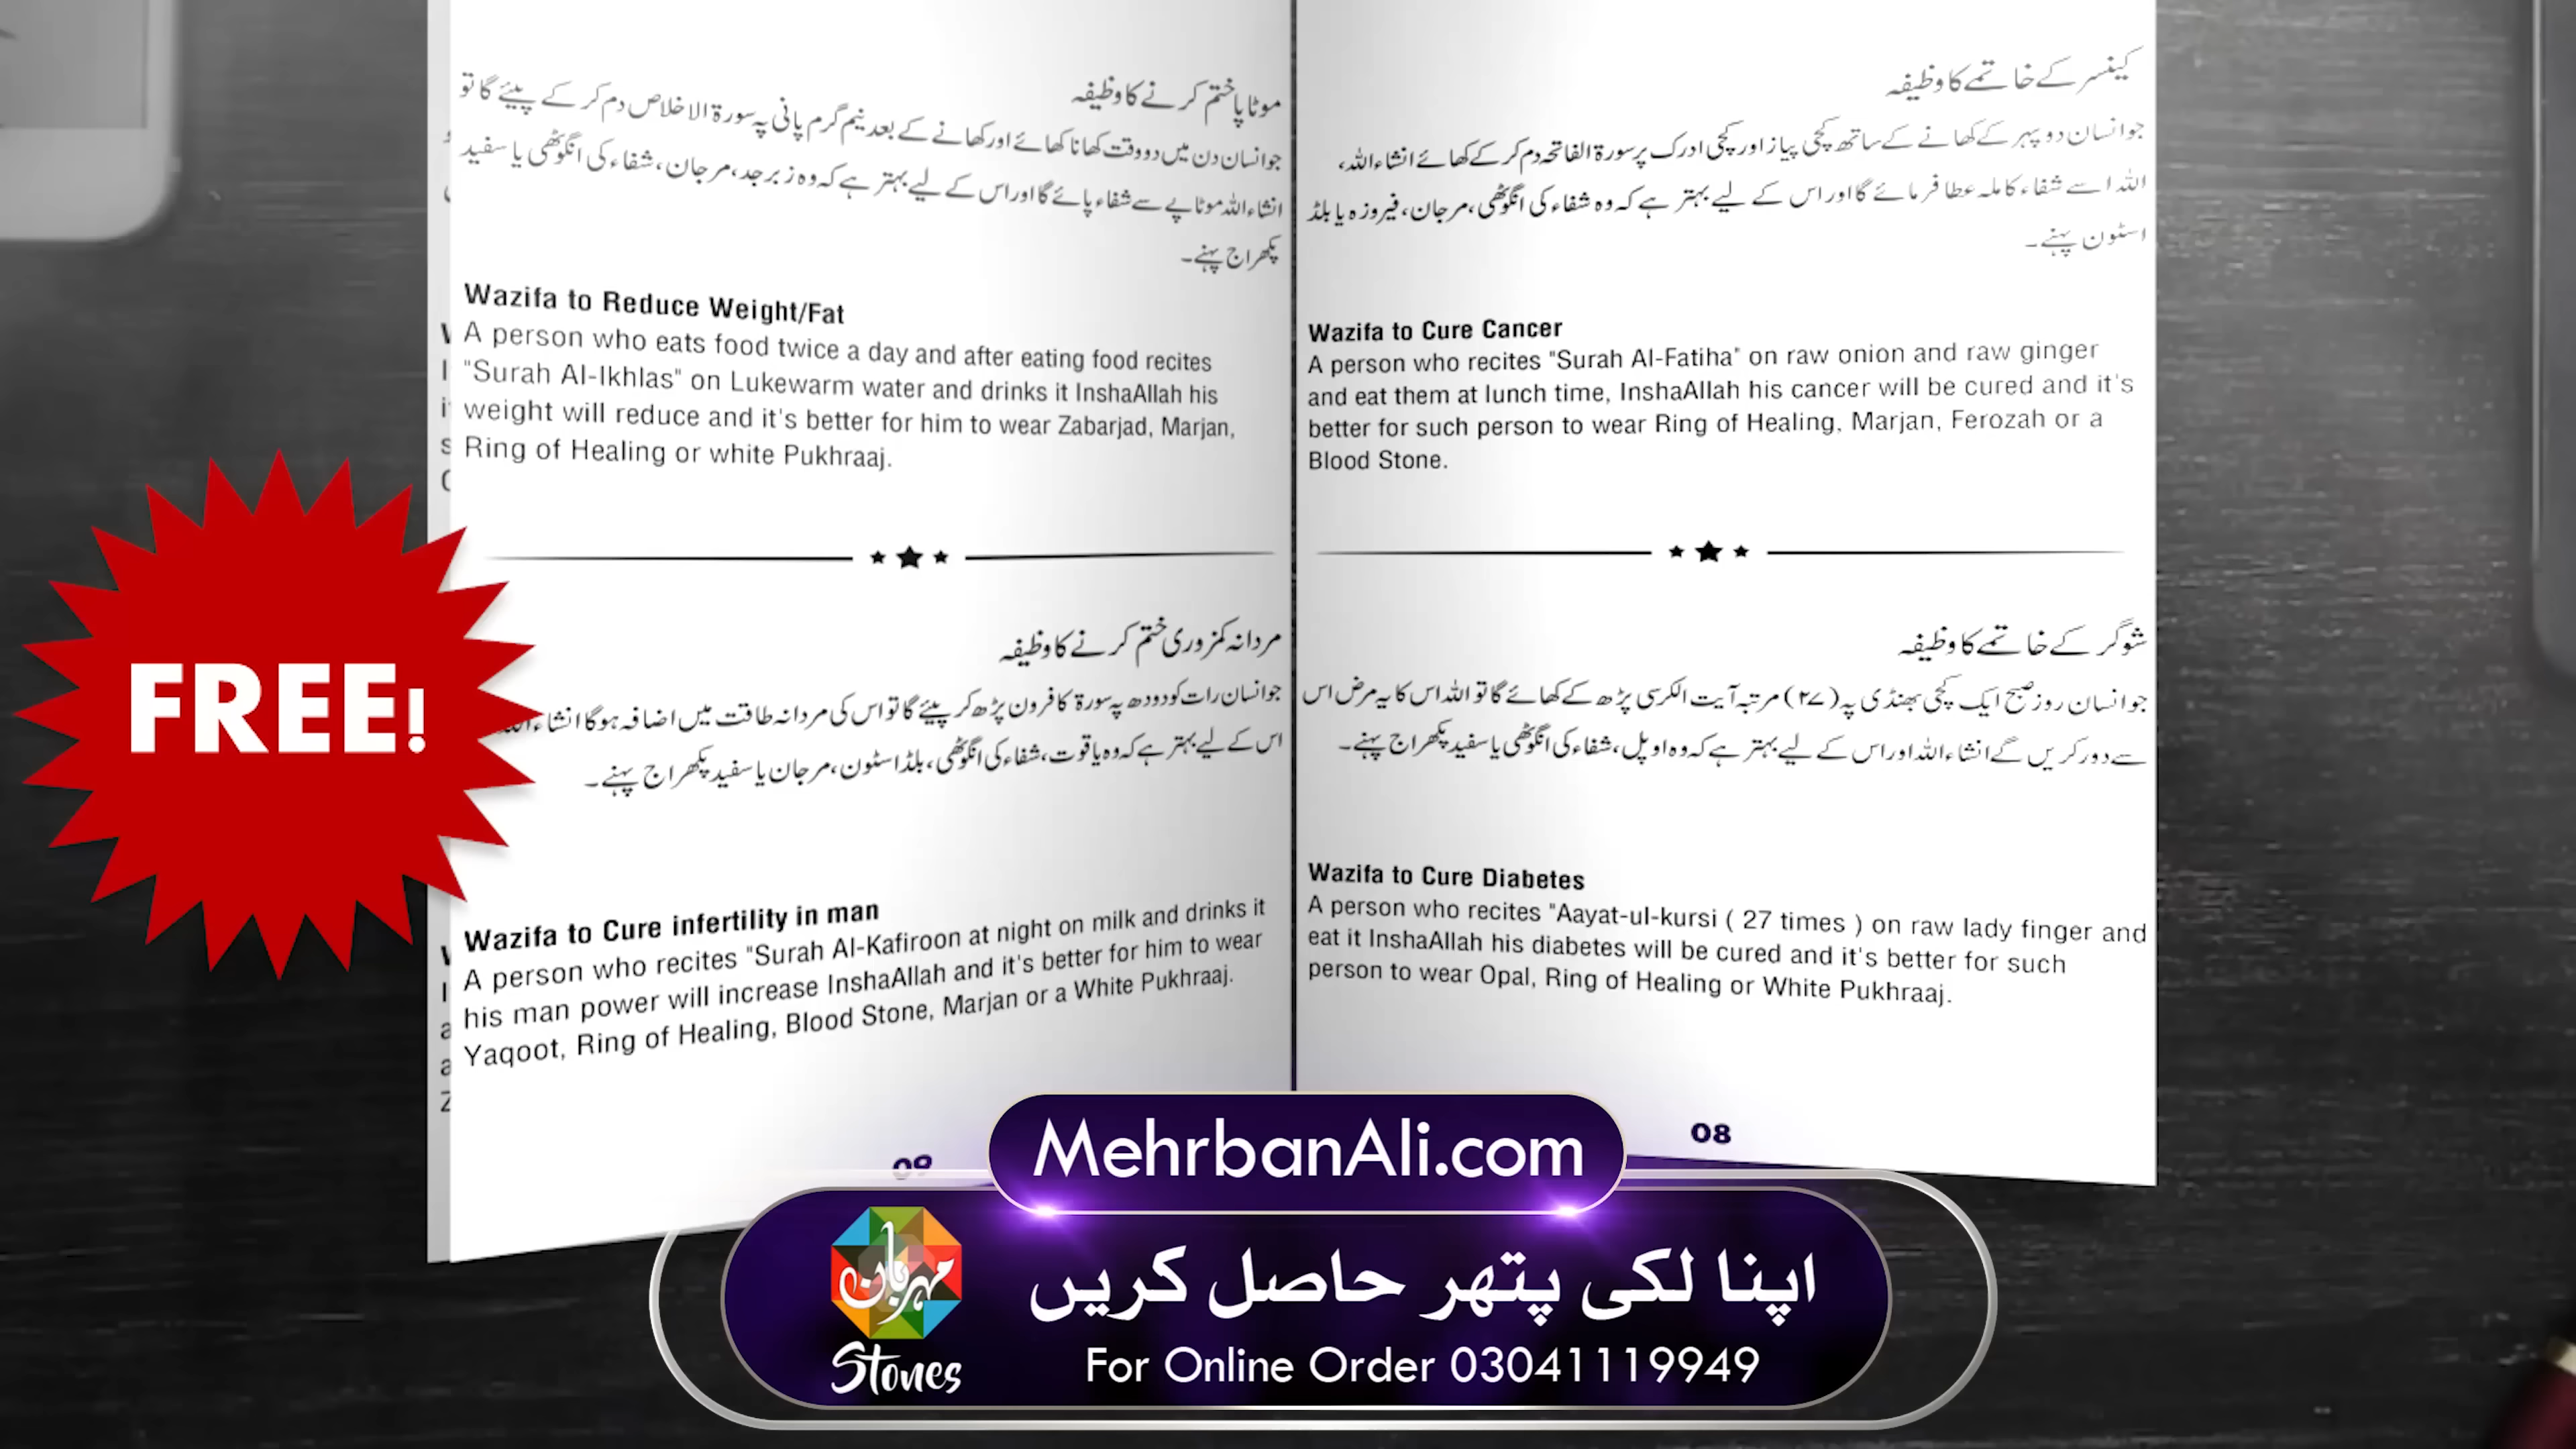 موٹاپا ختم کرنے کا وظیفہ
جو انسان دن میں دو وقت کھانا کھائے اور کھانے کے بعد نیم گرم پانی پہ سورۃ الاخلاص دم کر کے پیئے گا تو
انشاءاللہ موٹاپے سے شفاء پائے گا اور اس کے لیے بہتر ہے کہ وہ زبرجد، مرجان، شفاء کی انگوٹھی یا سفید
پکھراج پہنے۔
Wazifa to Reduce Weight/Fat
A person who eats food twice a day and after eating food recites
"Surah Al-Ikhlas" on Lukewarm water and drinks it InshaAllah his
weight will reduce and it's better for him to wear Zabarjad, Marjan,
Ring of Healing or white Pukhraaj.
مردانہ کمزوری ختم کرنے کا وظیفہ
جو انسان رات کو دودھ پہ سورۃ کافرون پڑھ کر پیئے گا تو اس کی مردانہ طاقت میں اضافہ ہوگا انشاءاللہ
اس کے لیے بہتر ہے کہ وہ یاقوت، شفاء کی انگوٹھی، بلڈ اسٹون، مرجان یا سفید پکھراج پہنے۔
Wazifa to Cure infertility in man
A person who recites "Surah Al-Kafiroon at night on milk and drinks it
his man power will increase InshaAllah and it's better for him to wear
Yaqoot, Ring of Healing, Blood Stone, Marjan or a White Pukhraaj.
09
کینسر کے خاتمے کا وظیفہ
جو انسان دوپہر کے کھانے کے ساتھ کچی پیاز اور کچی ادرک پر سورۃ الفاتحہ دم کر کے کھائے انشاءاللہ،
اللہ اسے شفاء کاملہ عطا فرمائے گا اور اس کے لیے بہتر ہے کہ وہ شفاء کی انگوٹھی، مرجان، فیروزہ یا بلڈ
اسٹون پہنے۔
Wazifa to Cure Cancer
A person who recites "Surah Al-Fatiha" on raw onion and raw ginger
and eat them at lunch time, InshaAllah his cancer will be cured and it's
better for such person to wear Ring of Healing, Marjan, Ferozah or a
Blood Stone.
شوگر کے خاتمے کا وظیفہ
جو انسان روز صبح ایک کچی بھنڈی پہ (۲۷) مرتبہ آیت الکرسی پڑھ کے کھائے گا تو اللہ اس کا یہ مرض اس
سے دور کریں گے انشاءاللہ اور اس کے لیے بہتر ہے کہ وہ اوپل، شفاء کی انگوٹھی یا سفید پکھراج پہنے۔
Wazifa to Cure Diabetes
A person who recites "Aayat-ul-kursi ( 27 times ) on raw lady finger and
eat it InshaAllah his diabetes will be cured and it's better for such
person to wear Opal, Ring of Healing or White Pukhraaj.
08
FREE!
MehrbanAli.com
مہربان
Stones
اپنا لکی پتھر حاصل کریں
For Online Order 03041119949